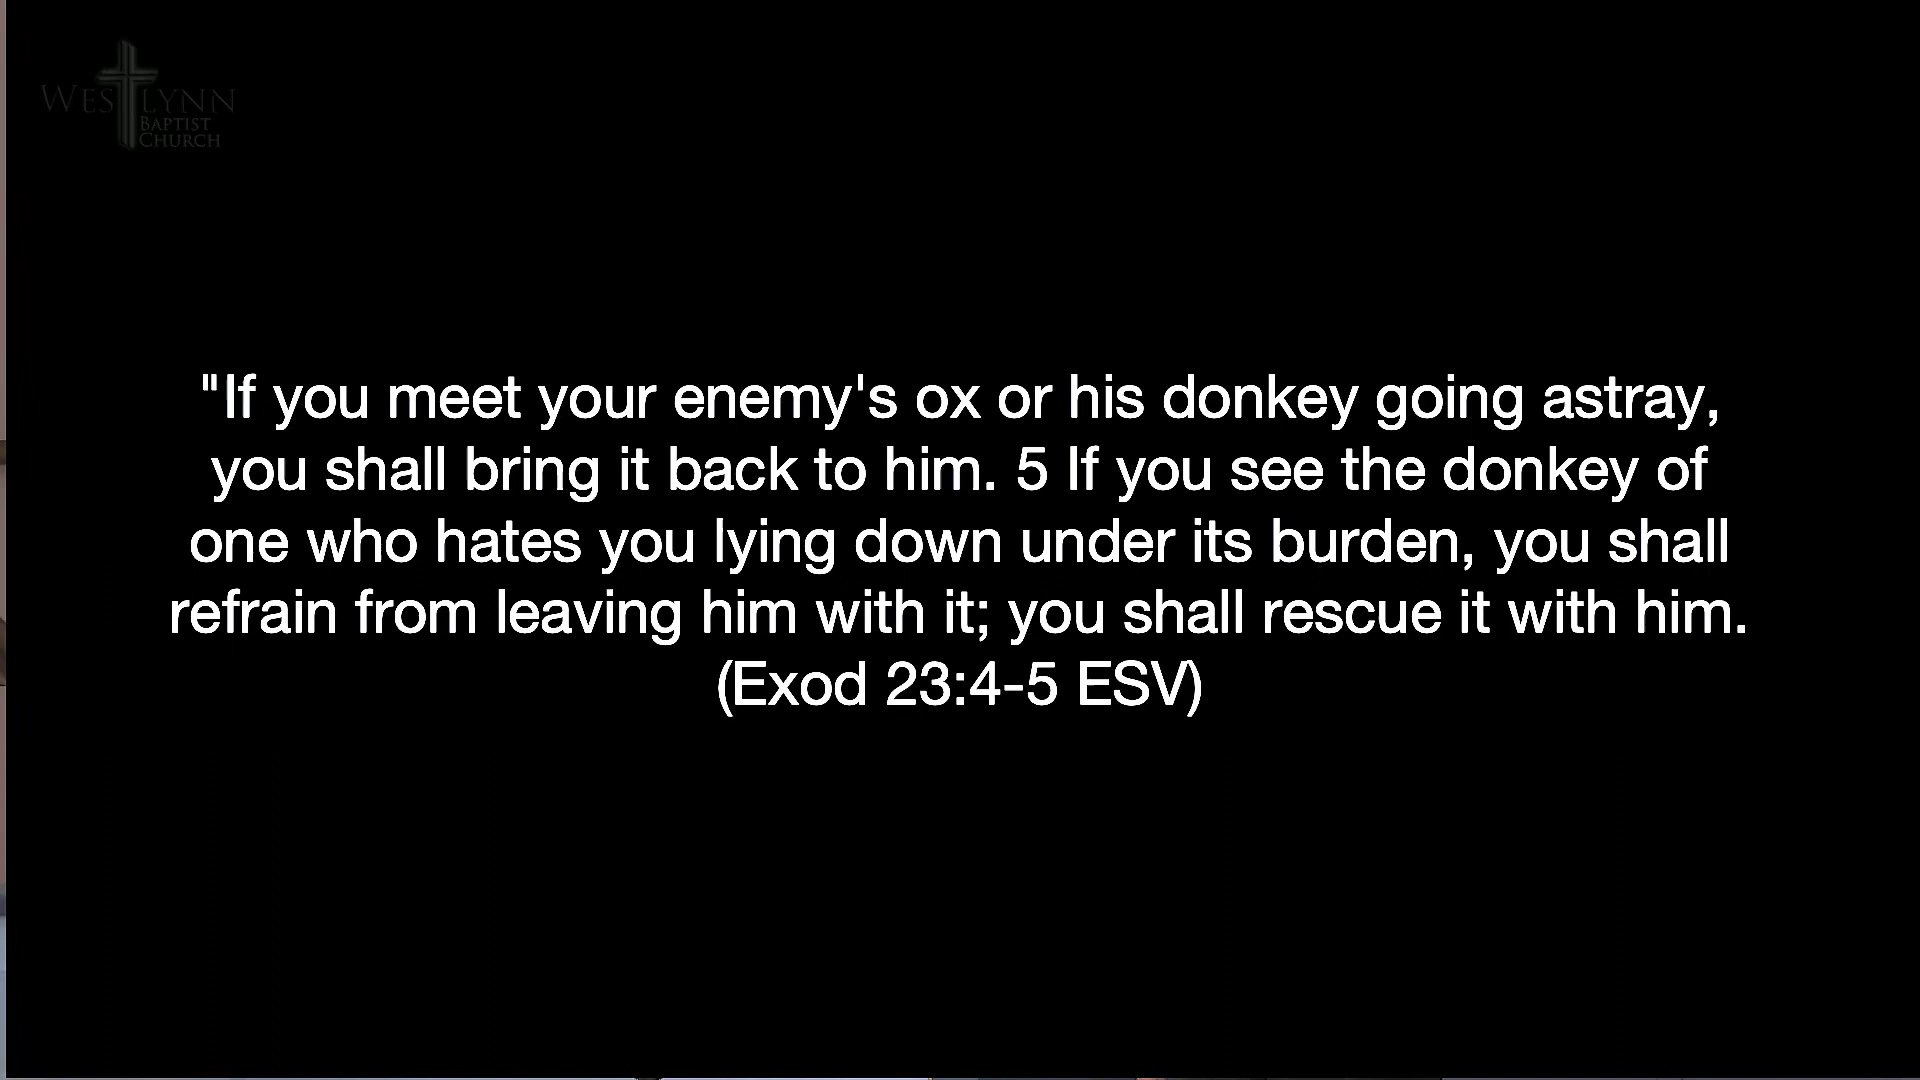 WESTLYNN
BAPTIST
CHURCH
"If you meet your enemy's ox or his donkey going astray,
you shall bring it back to him. 5 If you see the donkey of
one who hates you lying down under its burden, you shall
refrain from leaving him with it; you shall rescue it with him.
(Exod 23:4-5 ESV)